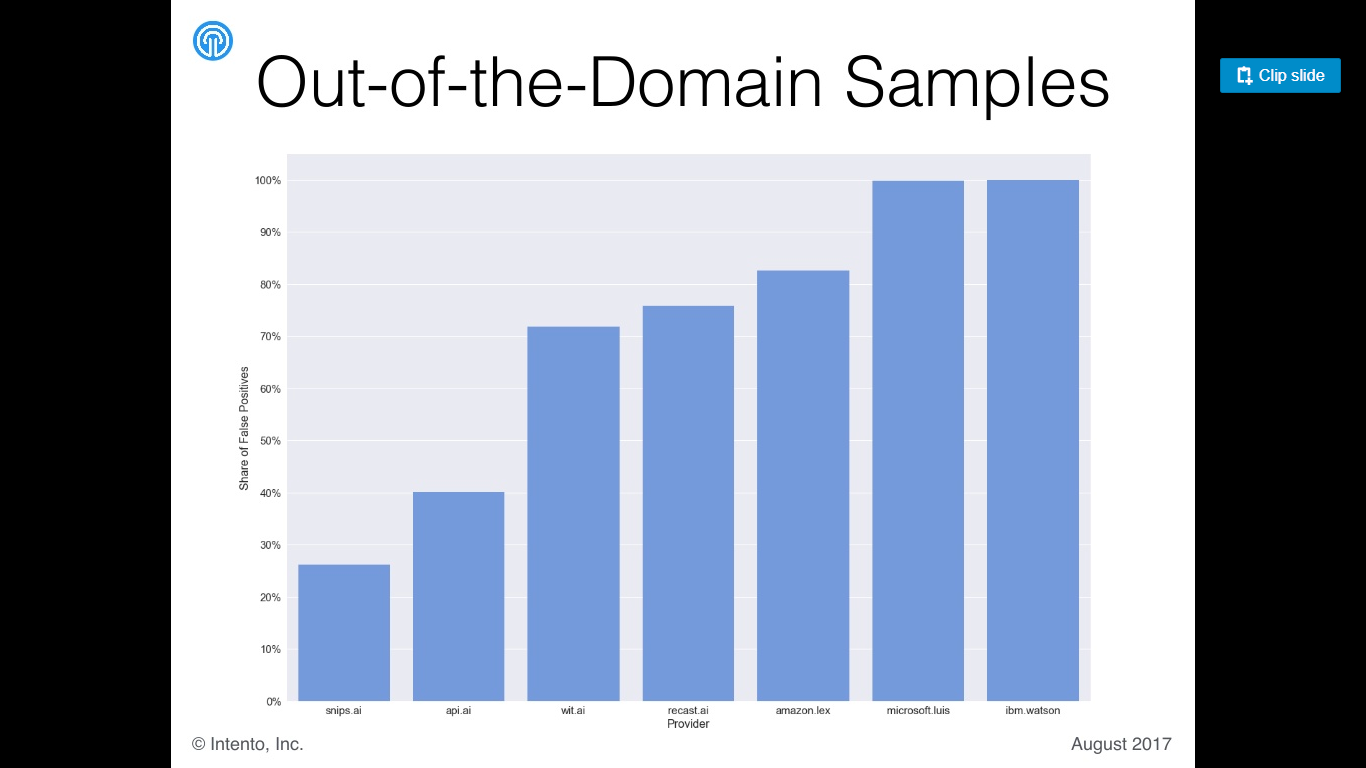 Out-of-the-Domain Samples
Clip slide
100%
90%
80%
70%
60%
50%
40%
30%
20%
10%
0%
Share of False Positives
snips.ai api.ai wit.ai recast.ai amazon.lex microsoft.luis ibm.watson
Provider
© Intento, Inc. August 2017